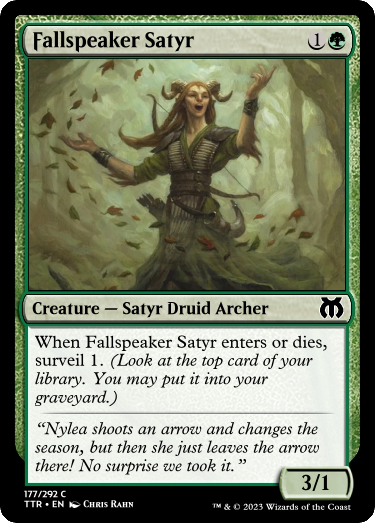 Fallspeaker Satyr 1
Creature — Satyr Druid Archer
When Fallspeaker Satyr enters or dies,
surveil 1. (Look at the top card of your
library. You may put it into your
graveyard.)
“Nylea shoots an arrow and changes the
season, but then she just leaves the arrow
there! No surprise we took it.”
3/1
177/292 C
TTR • EN Chris Rahn
™ & © 2023 Wizards of the Coast